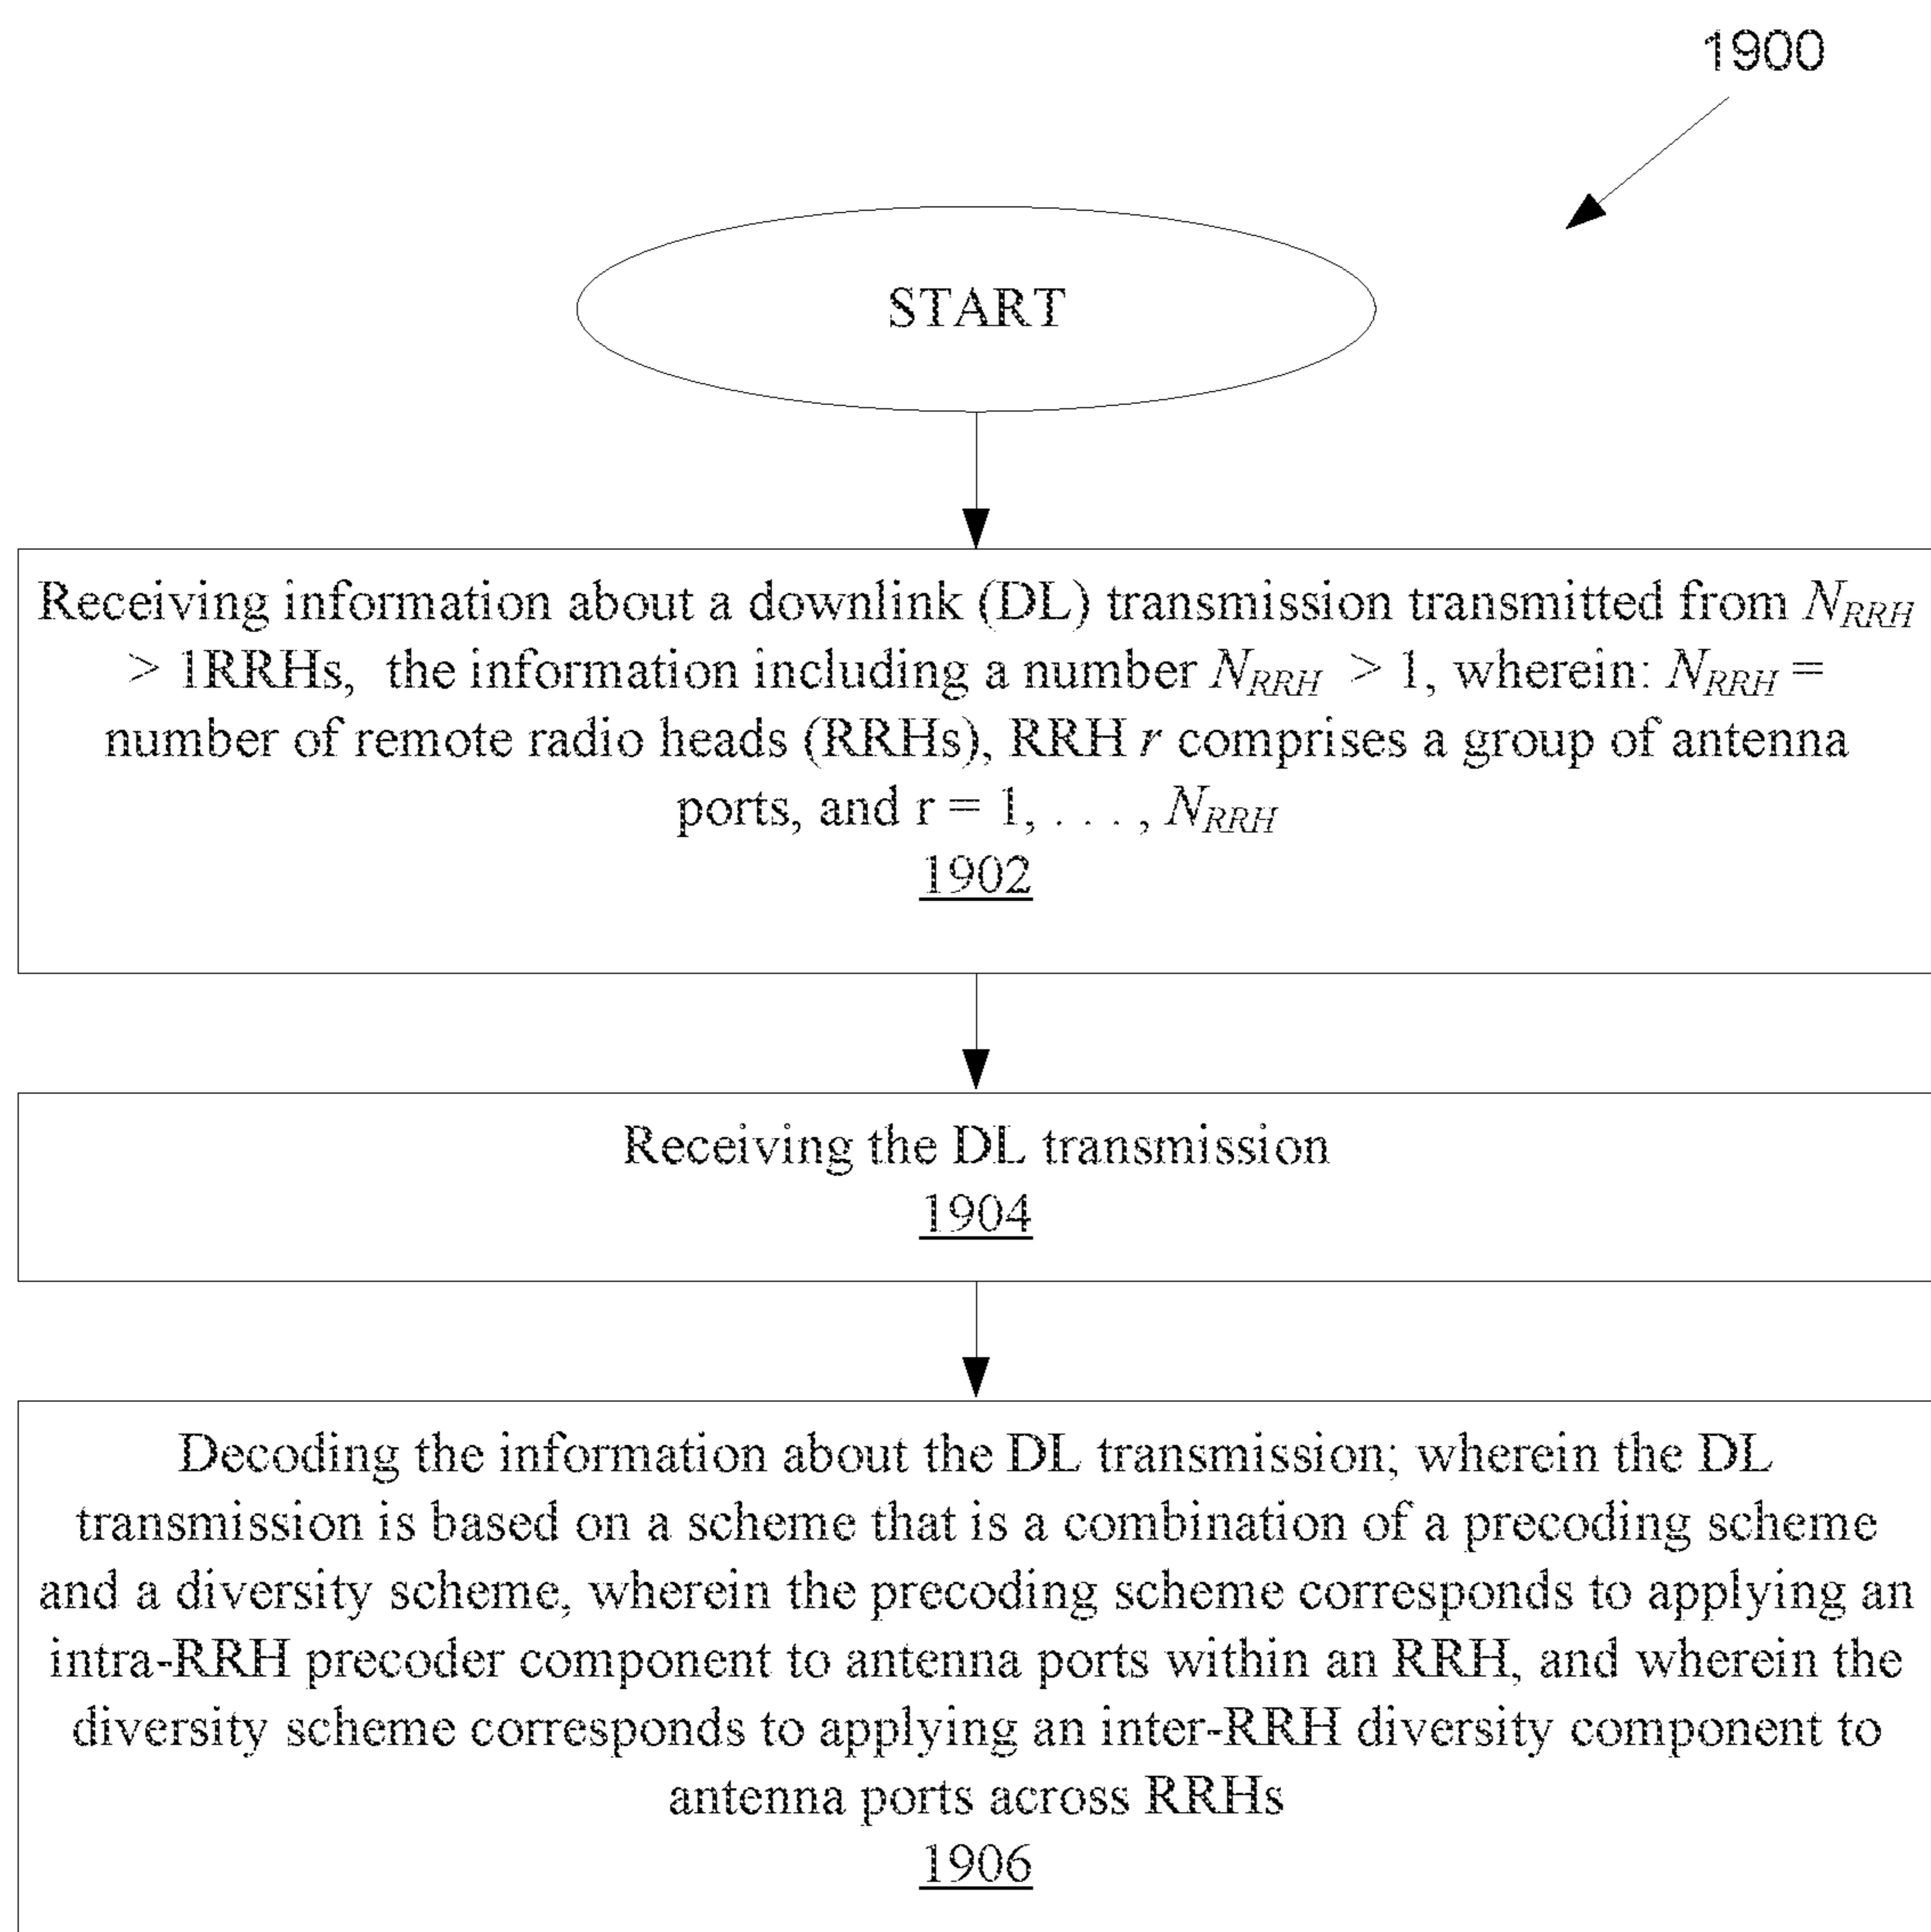 1900
START
Receiving information about a downlink (DL) transmission transmitted from N_RRH
> 1RRHs, the information including a number N_RRH > 1, wherein: N_RRH =
number of remote radio heads (RRHs), RRH r comprises a group of antenna
ports, and r = 1, . . . , N_RRH
1902
Receiving the DL transmission
1904
Decoding the information about the DL transmission; wherein the DL
transmission is based on a scheme that is a combination of a precoding scheme
and a diversity scheme, wherein the precoding scheme corresponds to applying an
intra-RRH precoder component to antenna ports within an RRH, and wherein the
diversity scheme corresponds to applying an inter-RRH diversity component to
antenna ports across RRHs
1906